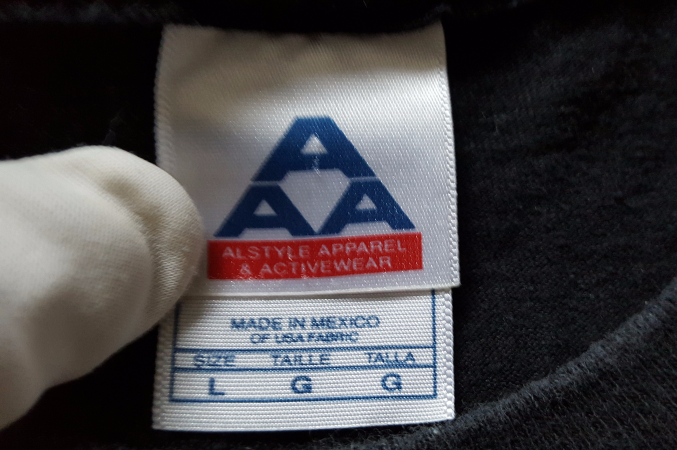 A
AA
ALSTYLE APPAREL
& ACTIVEWEAR
MADE IN MEXICO
OF USA FABRIC
SIZE TAILLE TALLA
L G G